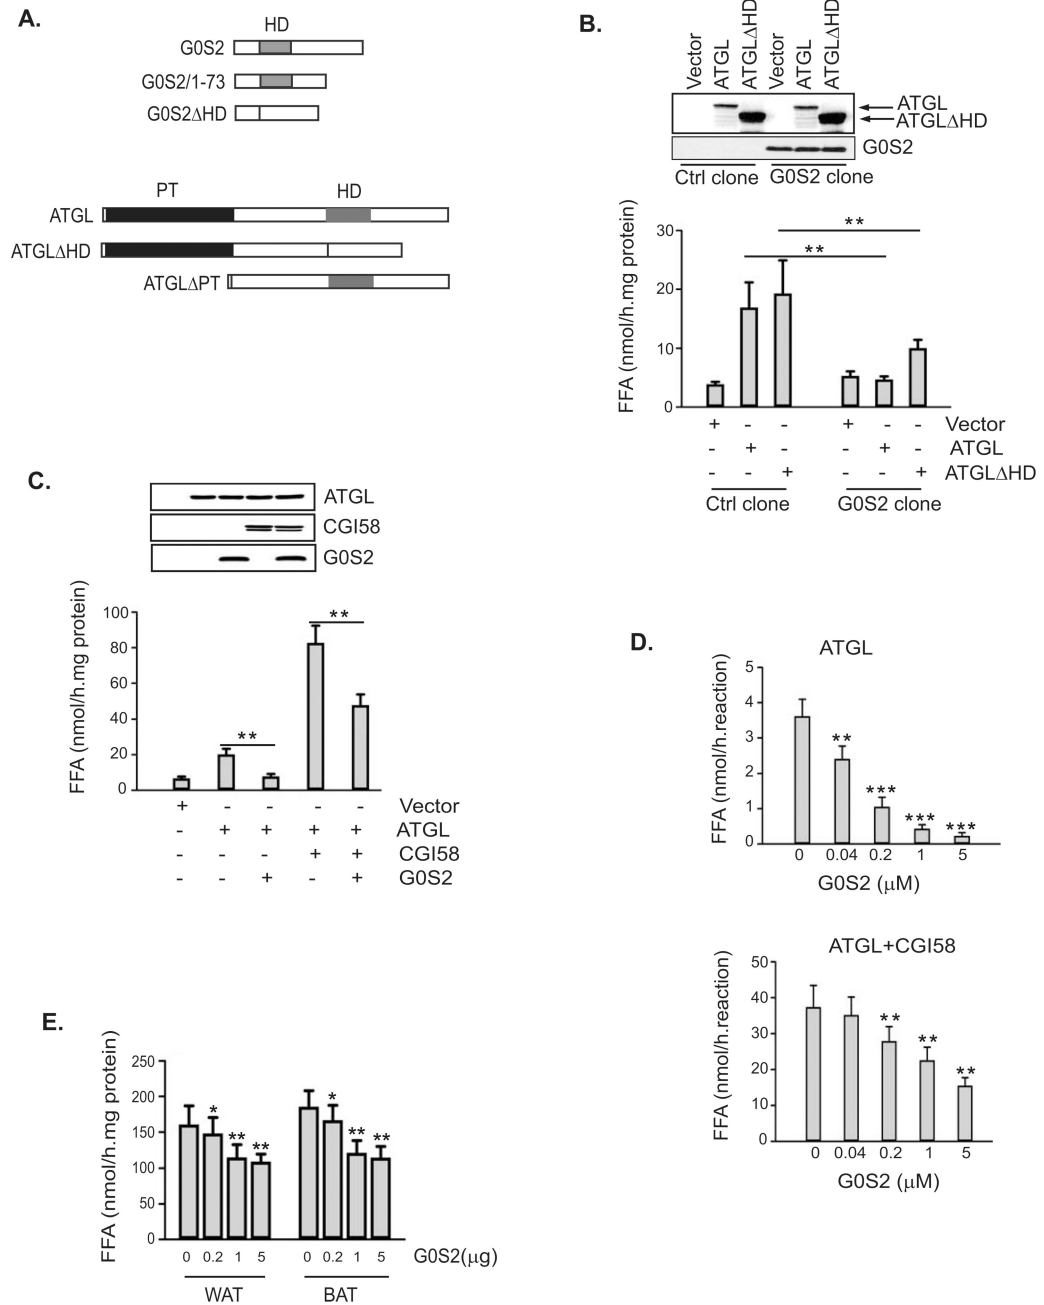 A.
HD
G0S2
G0S2/1-73
G0S2ΔHD
PT HD
ATGL
ATGLΔHD
ATGLΔPT
B.
Vector ATGL ATGLΔHD Vector ATGL ATGLΔHD
ATGL
ATGLΔHD
G0S2
Ctrl clone G0S2 clone
FFA (nmol/h.mg protein)
30
20
10
0
**
**
+ - - + - - Vector
- + - - + - ATGL
- - + - - + ATGLΔHD
Ctrl clone G0S2 clone
C.
ATGL
CGI58
G0S2
FFA (nmol/h.mg protein)
100
80
60
40
20
0
**
**
+ - - - - Vector
- + + + + ATGL
- - - + + CGI58
- - + - + G0S2
D.
ATGL
FFA (nmol/h.reaction)
5
4
3
2
1
0
** *** *** ***
0 0.04 0.2 1 5
G0S2 (µM)
ATGL+CGI58
FFA (nmol/h.reaction)
50
40
30
20
10
0
** ** **
0 0.04 0.2 1 5
G0S2 (µM)
E.
FFA (nmol/h.mg protein)
250
200
150
100
50
0
* ** ** * ** **
0 0.2 1 5 0 0.2 1 5 G0S2(µg)
WAT BAT